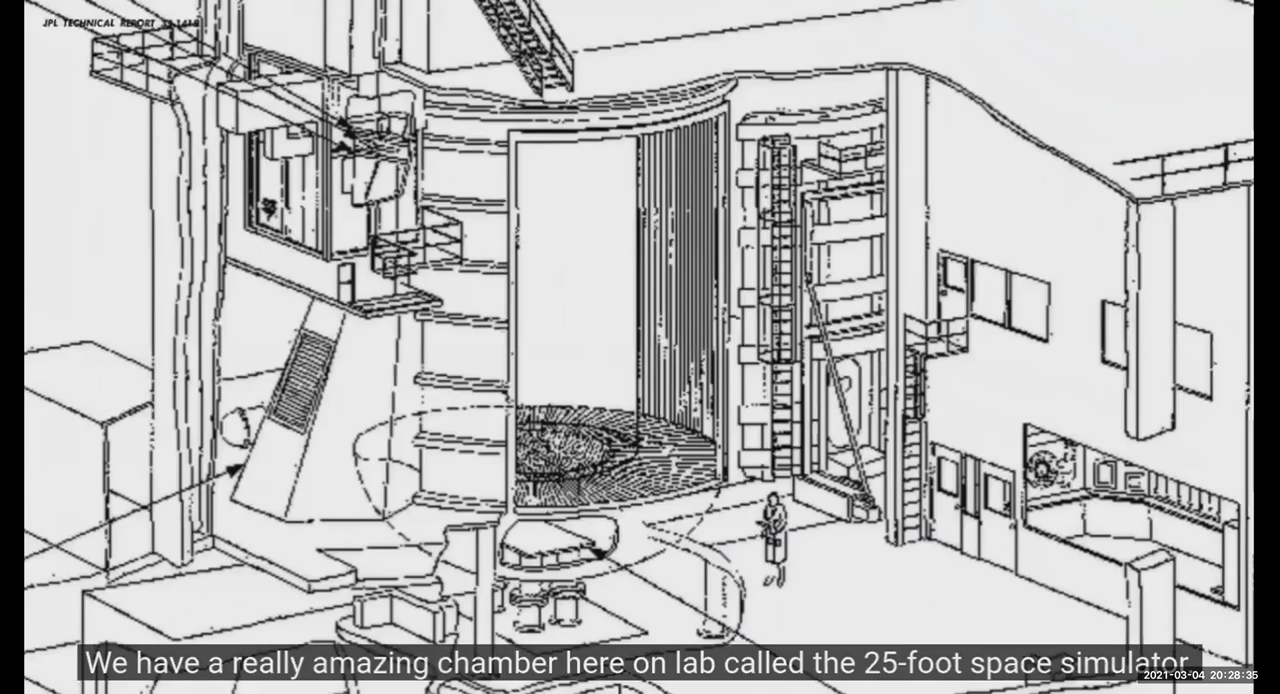 JPL TECHNICAL REPORT
We have a really amazing chamber here on lab called the 25-foot space simulator
2021-03-04 20:28:35